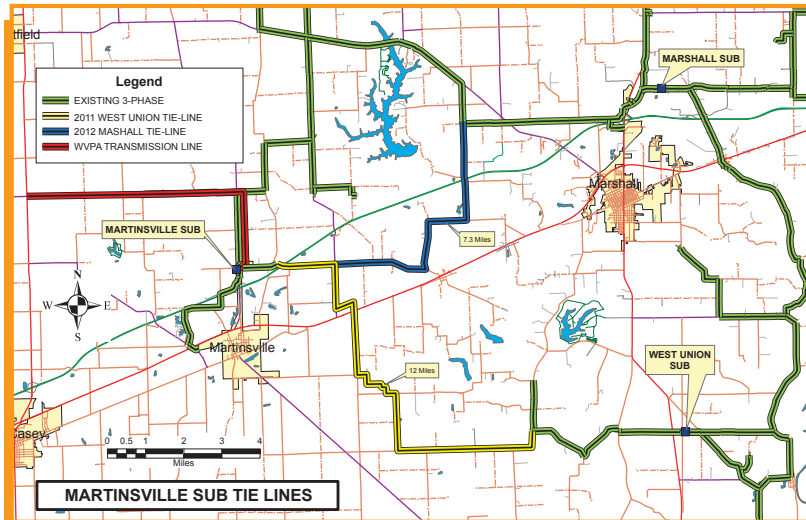 tfield
Legend
EXISTING 3-PHASE
2011 WEST UNION TIE-LINE
2012 MASHALL TIE-LINE
WVPA TRANSMISSION LINE
MARSHALL SUB
Marshall
MARTINSVILLE SUB
7.3 Miles
N
W
E
S
Martinsville
WEST UNION
SUB
12 Miles
asey
0 0.5 1 2 3 4
Miles
MARTINSVILLE SUB TIE LINES